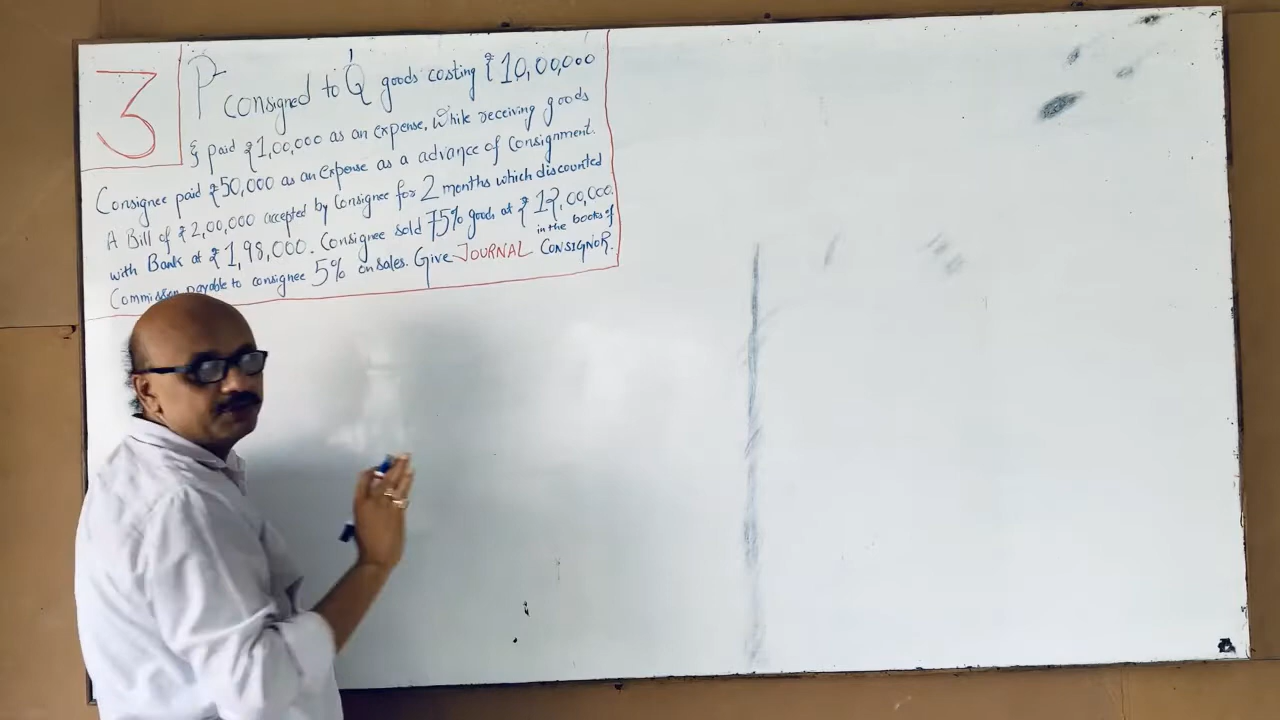 3
P consigned to Q goods costing ₹10,00,000
& paid ₹1,00,000 as an expense. While receiving goods
Consignee paid ₹50,000 as an expense as a advance of Consignment.
A Bill of ₹2,00,000 accepted by Consignee for 2 months which discounted
with Bank at ₹1,98,000. Consignee sold 75% goods at ₹12,00,000.
Commission payable to consignee 5% on sales. Give JOURNAL in the books of CONSIGNOR.